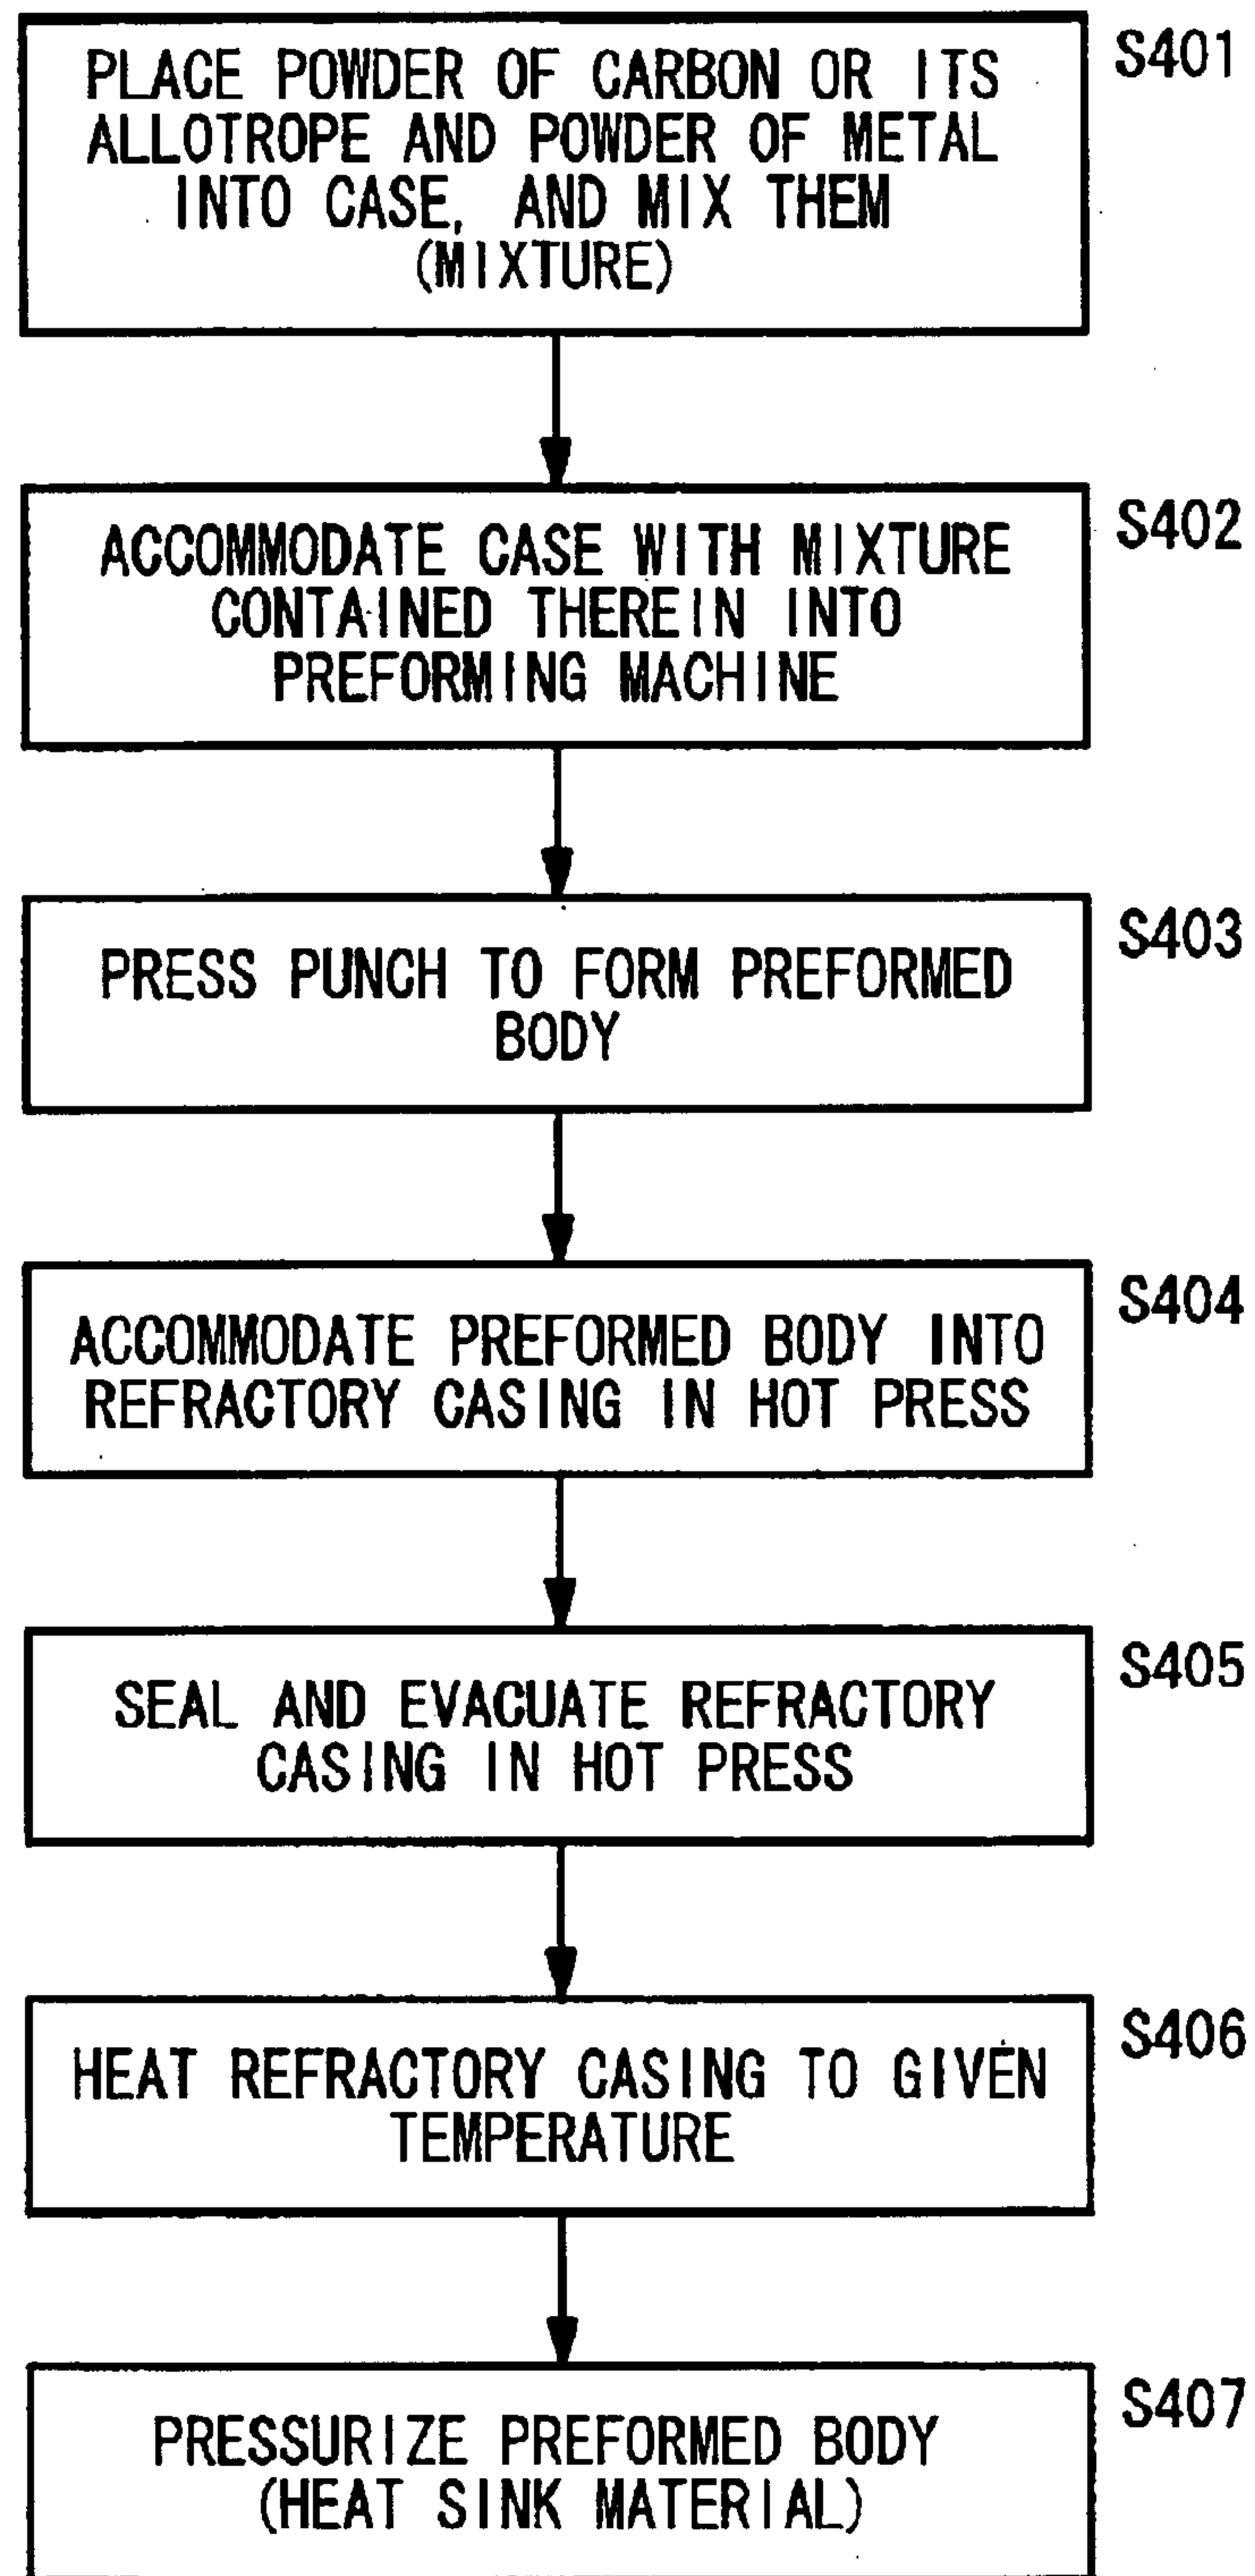 S401
PLACE POWDER OF CARBON OR ITS
ALLOTROPE AND POWDER OF METAL
INTO CASE, AND MIX THEM
(MIXTURE)
S402
ACCOMMODATE CASE WITH MIXTURE
CONTAINED THEREIN INTO
PREFORMING MACHINE
S403
PRESS PUNCH TO FORM PREFORMED
BODY
S404
ACCOMMODATE PREFORMED BODY INTO
REFRACTORY CASING IN HOT PRESS
S405
SEAL AND EVACUATE REFRACTORY
CASING IN HOT PRESS
S406
HEAT REFRACTORY CASING TO GIVEN
TEMPERATURE
S407
PRESSURIZE PREFORMED BODY
(HEAT SINK MATERIAL)